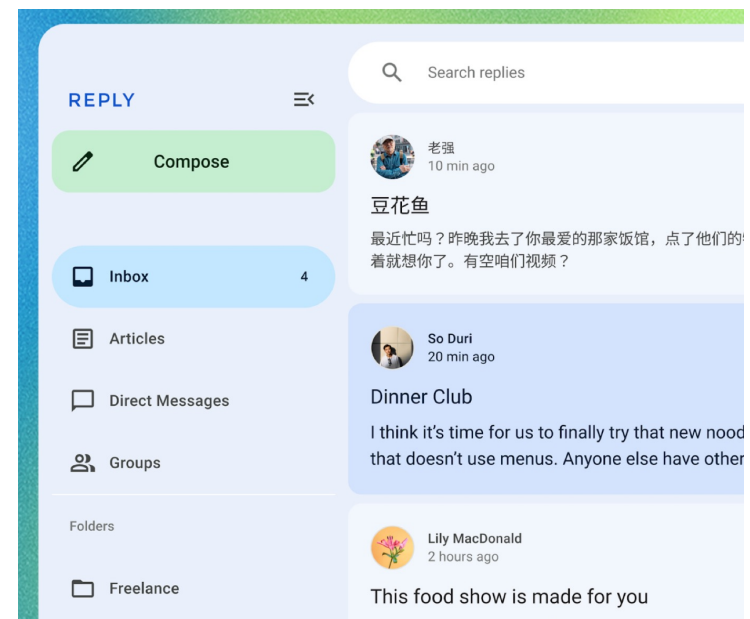 REPLY
Compose
Inbox 4
Articles
Direct Messages
Groups
Folders
Freelance
Search replies
老强
10 min ago
豆花鱼
最近忙吗？昨晚我去了你最爱的那家饭馆，点了他们的
着就想你了。有空咱们视频？
So Duri
20 min ago
Dinner Club
I think it's time for us to finally try that new
that doesn't use menus. Anyone else have other
Lily MacDonald
2 hours ago
This food show is made for you